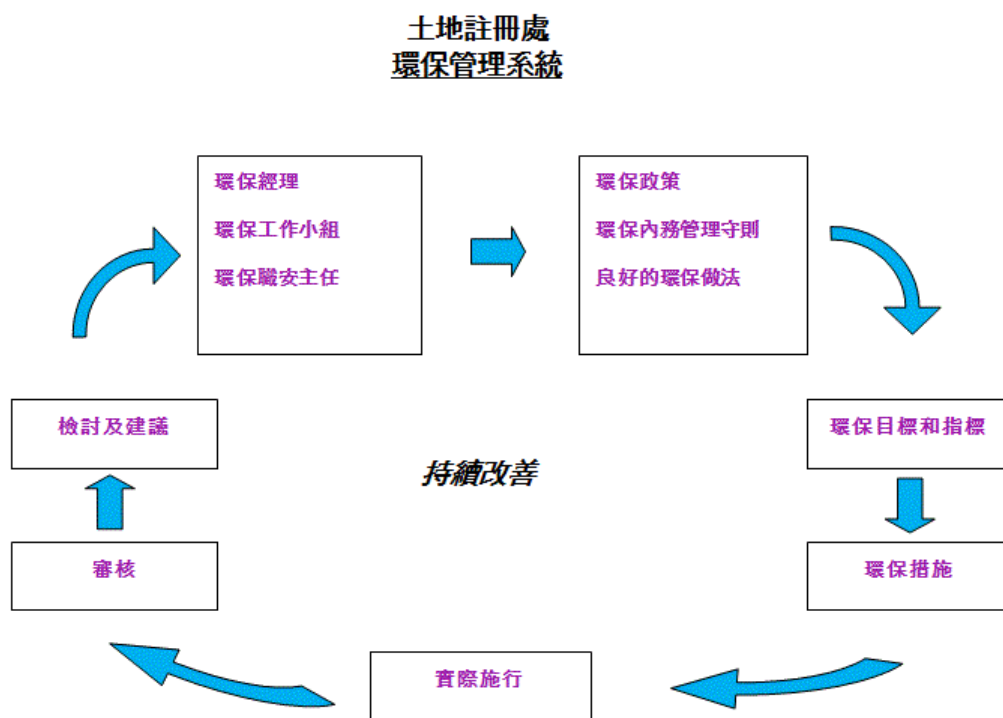 土地註冊處
環保管理系統
環保經理
環保工作小組
環保職安主任
環保政策
環保內務管理守則
良好的環保做法
檢討及建議
環保目標和指標
持續改善
審核
環保措施
實際施行